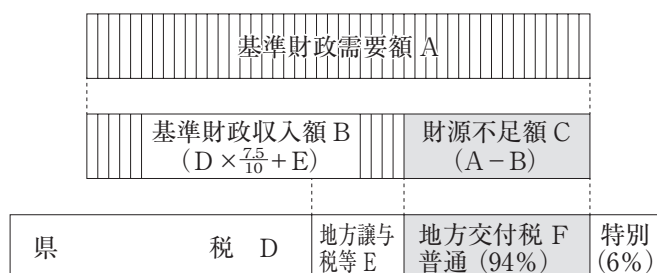 基準財政需要額 A
基準財政収入額 B
(D × 7.5/10 + E)
財源不足額 C
(A − B)
県 税 D
地方譲与
税等 E
地方交付税 F
普通 (94%)
特別
(6%)